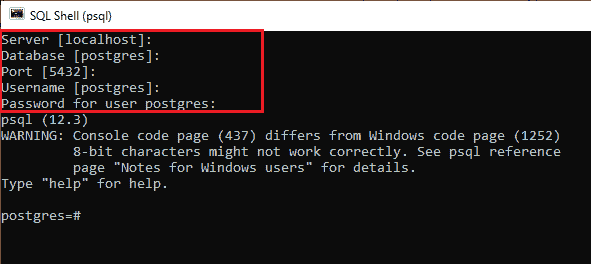 SQL Shell (psql)
Server [localhost]:
Database [postgres]:
Port [5432]:
Username [postgres]:
Password for user postgres:
psql (12.3)
WARNING: Console code page (437) differs from Windows code page (1252)
         8-bit characters might not work correctly. See psql reference
         page "Notes for Windows users" for details.
Type "help" for help.
postgres=#